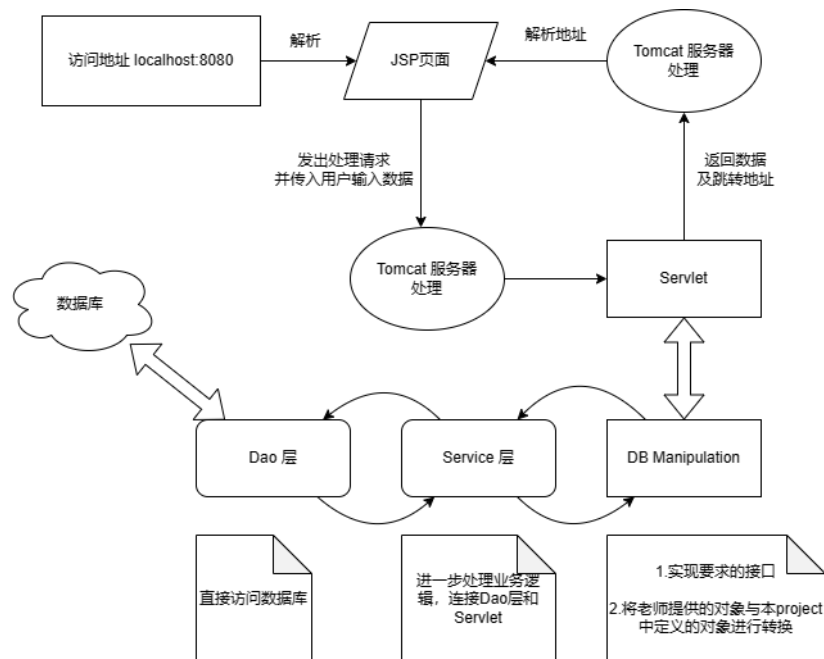 访问地址 localhost:8080
解析
JSP页面
解析地址
Tomcat 服务器
处理
发出处理请求
并传入用户输入数据
返回数据
及跳转地址
Tomcat 服务器
处理
Servlet
数据库
Dao 层
Service 层
DB Manipulation
直接访问数据库
进一步处理业务逻
辑，连接Dao层和
Servlet
1.实现要求的接口
2.将老师提供的对象与本project
中定义的对象进行转换